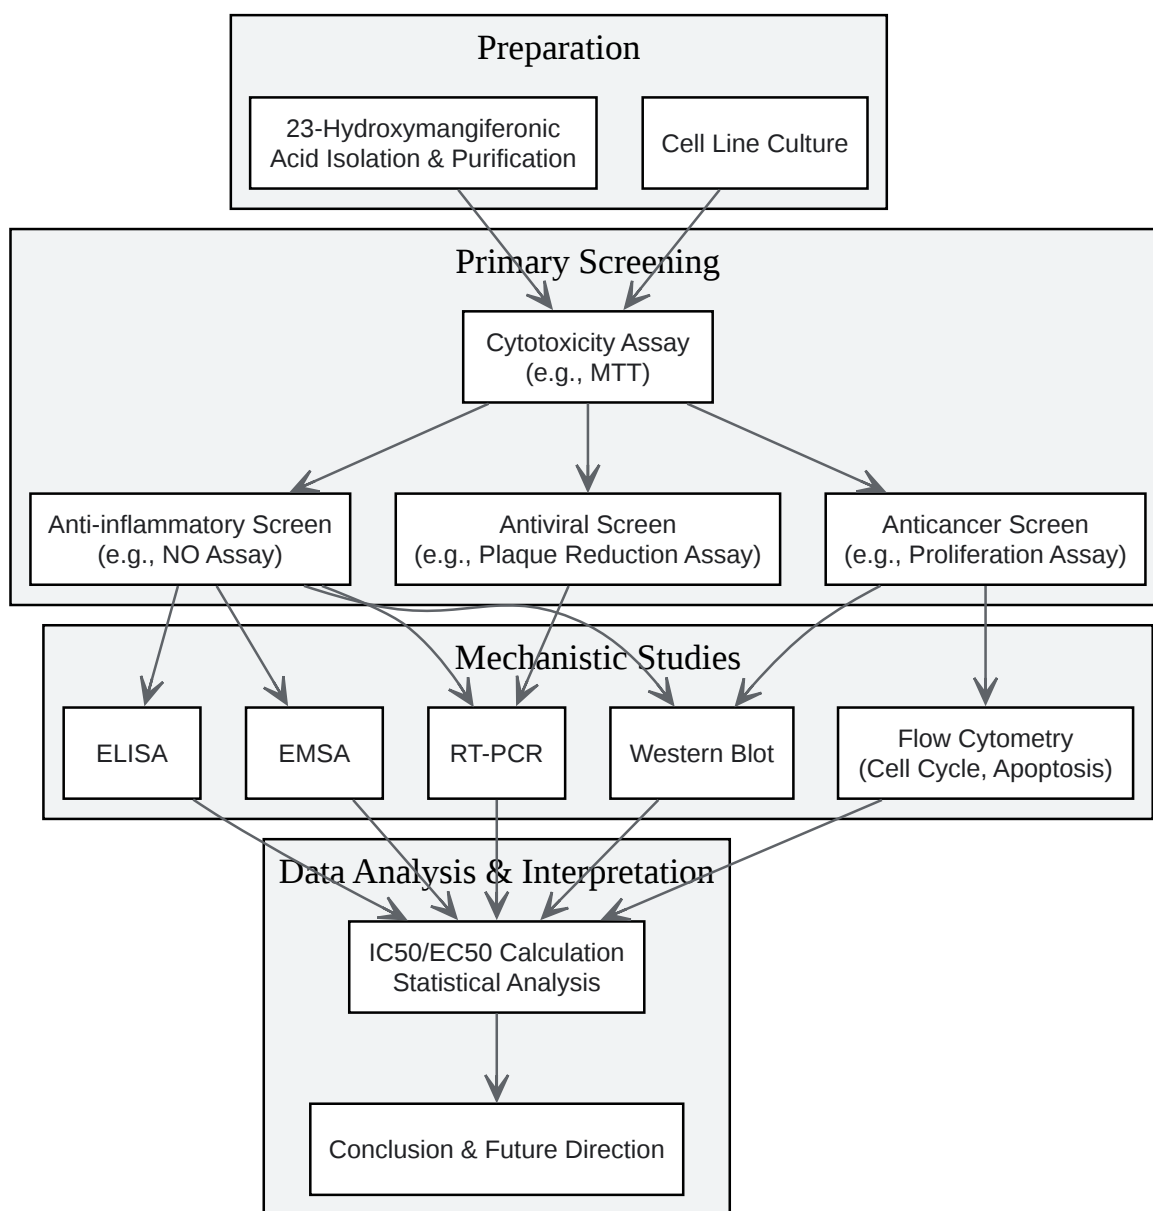 Preparation
23-Hydroxymangiferonic
Acid Isolation & Purification
Cell Line Culture
Primary Screening
Cytotoxicity Assay
(e.g., MTT)
Anti-inflammatory Screen
(e.g., NO Assay)
Antiviral Screen
(e.g., Plaque Reduction Assay)
Anticancer Screen
(e.g., Proliferation Assay)
Mechanistic Studies
ELISA
EMSA
RT-PCR
Western Blot
Flow Cytometry
(Cell Cycle, Apoptosis)
Data Analysis & Interpretation
IC50/EC50 Calculation
Statistical Analysis
Conclusion & Future Direction